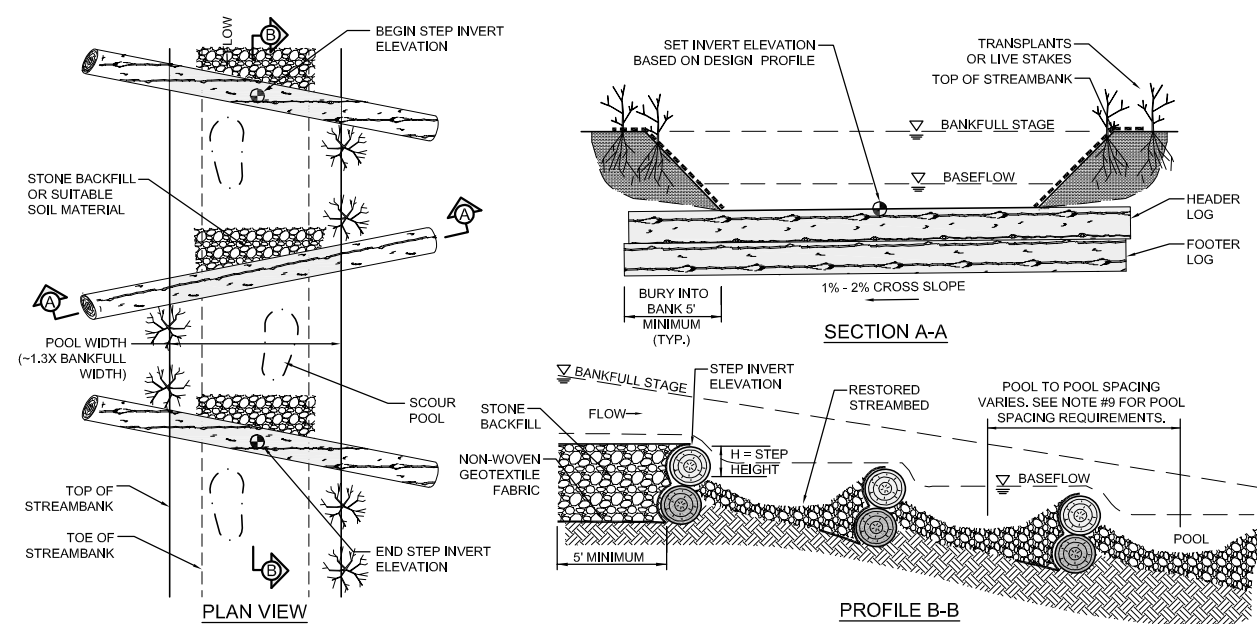 FLOW
B
BEGIN STEP INVERT
ELEVATION
STONE BACKFILL
OR SUITABLE
SOIL MATERIAL
A
A
POOL WIDTH
(~1.3X BANKFULL
WIDTH)
SCOUR
POOL
TOP OF
STREAMBANK
TOE OF
STREAMBANK
B
END STEP INVERT
ELEVATION
PLAN VIEW
SET INVERT ELEVATION
BASED ON DESIGN PROFILE
TRANSPLANTS
OR LIVE STAKES
TOP OF STREAMBANK
BANKFULL STAGE
BASEFLOW
HEADER
LOG
FOOTER
LOG
1% - 2% CROSS SLOPE
BURY INTO
BANK 5'
MINIMUM
(TYP.)
SECTION A-A
BANKFULL STAGE
STEP INVERT
ELEVATION
RESTORED
STREAMBED
POOL TO POOL SPACING
VARIES. SEE NOTE #9 FOR POOL
SPACING REQUIREMENTS.
FLOW
STONE
BACKFILL
H = STEP
HEIGHT
NON-WOVEN
GEOTEXTILE
FABRIC
BASEFLOW
POOL
5' MINIMUM
PROFILE B-B